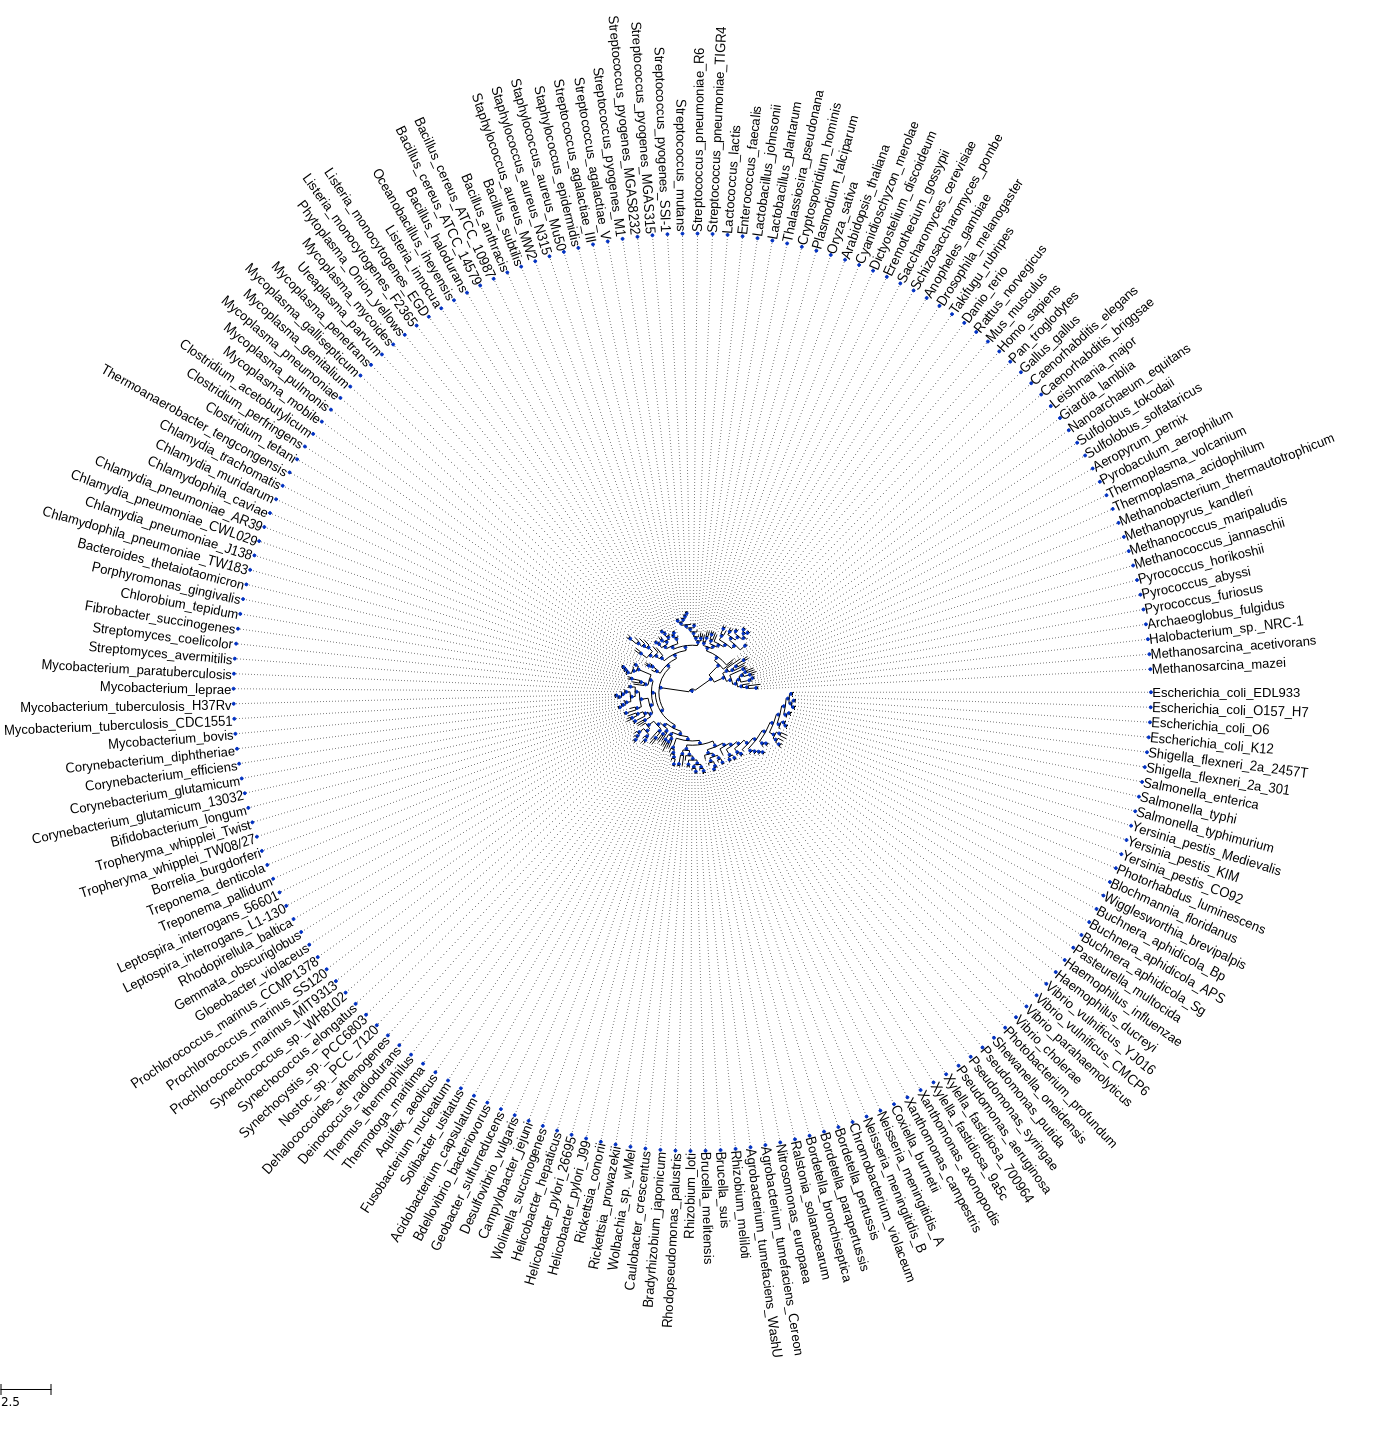 Escherichia_coli_EDL933
Escherichia_coli_O157_H7
Escherichia_coli_O6
Escherichia_coli_K12
Shigella_flexneri_2a_2457T
Shigella_flexneri_2a_301
Salmonella_enterica
Salmonella_typhi
Salmonella_typhimurium
Yersinia_pestis_Medievalis
Yersinia_pestis_KIM
Yersinia_pestis_CO92
Photorhabdus_luminescens
Blochmannia_floridanus
Wigglesworthia_brevipalpis
Buchnera_aphidicola_Bp
Buchnera_aphidicola_APS
Buchnera_aphidicola_Sg
Pasteurella_multocida
Haemophilus_influenzae
Haemophilus_ducreyi
Vibrio_vulnificus_YJ016
Vibrio_vulnificus_CMCP6
Vibrio_parahaemolyticus
Vibrio_cholerae
Photobacterium_profundum
Shewanella_oneidensis
Pseudomonas_putida
Pseudomonas_syringae
Pseudomonas_aeruginosa
Xylella_fastidiosa_700964
Xylella_fastidiosa_9a5c
Xanthomonas_axonopodis
Xanthomonas_campestris
Coxiella_burnetii
Neisseria_meningitidis_A
Neisseria_meningitidis_B
Chromobacterium_violaceum
Bordetella_pertussis
Bordetella_parapertussis
Bordetella_bronchiseptica
Ralstonia_solanacearum
Nitrosomonas_europaea
Agrobacterium_tumefaciens_Cereon
Agrobacterium_tumefaciens_WashU
Rhizobium_meliloti
Brucella_suis
Brucella_melitensis
Rhizobium_loti
Rhodopseudomonas_palustris
Bradyrhizobium_japonicum
Caulobacter_crescentus
Wolbachia_sp._wMel
Rickettsia_prowazekii
Rickettsia_conorii
Helicobacter_pylori_J99
Helicobacter_pylori_26695
Helicobacter_hepaticus
Wolinella_succinogenes
Campylobacter_jejuni
Desulfovibrio_vulgaris
Geobacter_sulfurreducens
Bdellovibrio_bacteriovorus
Acidobacterium_capsulatum
Solibacter_usitatus
Fusobacterium_nucleatum
Aquifex_aeolicus
Thermotoga_maritima
Thermus_thermophilus
Deinococcus_radiodurans
Dehalococcoides_ethenogenes
Nostoc_sp._PCC_7120
Synechocystis_sp._PCC6803
Synechococcus_elongatus
Synechococcus_sp._WH8102
Prochlorococcus_marinus_MIT9313
Prochlorococcus_marinus_SS120
Prochlorococcus_marinus_CCMP1378
Gloeobacter_violaceus
Gemmata_obscuriglobus
Rhodopirellula_baltica
Leptospira_interrogans_L1-130
Leptospira_interrogans_56601
Treponema_pallidum
Treponema_denticola
Borrelia_burgdorferi
Tropheryma_whipplei_TW08/27
Tropheryma_whipplei_Twist
Bifidobacterium_longum
Corynebacterium_glutamicum_13032
Corynebacterium_glutamicum
Corynebacterium_efficiens
Corynebacterium_diphtheriae
Mycobacterium_bovis
Mycobacterium_tuberculosis_CDC1551
Mycobacterium_tuberculosis_H37Rv
Mycobacterium_leprae
Mycobacterium_paratuberculosis
Streptomyces_avermitilis
Streptomyces_coelicolor
Fibrobacter_succinogenes
Chlorobium_tepidum
Porphyromonas_gingivalis
Bacteroides_thetaiotaomicron
Chlamydophila_pneumoniae_TW183
Chlamydia_pneumoniae_J138
Chlamydia_pneumoniae_CWL029
Chlamydia_pneumoniae_AR39
Chlamydophila_caviae
Chlamydia_muridarum
Chlamydia_trachomatis
Thermoanaerobacter_tengcongensis
Clostridium_tetani
Clostridium_perfringens
Clostridium_acetobutylicum
Mycoplasma_mobile
Mycoplasma_pulmonis
Mycoplasma_pneumoniae
Mycoplasma_genitalium
Mycoplasma_gallisepticum
Mycoplasma_penetrans
Ureaplasma_parvum
Mycoplasma_mycoides
Phytoplasma_Onion_yellows
Listeria_monocytogenes_F2365
Listeria_monocytogenes_EGD
Listeria_innocua
Oceanobacillus_iheyensis
Bacillus_halodurans
Bacillus_cereus_ATCC_14579
Bacillus_cereus_ATCC_10987
Bacillus_anthracis
Bacillus_subtilis
Staphylococcus_aureus_MW2
Staphylococcus_aureus_N315
Staphylococcus_aureus_Mu50
Staphylococcus_epidermidis
Streptococcus_agalactiae_III
Streptococcus_agalactiae_V
Streptococcus_pyogenes_M1
Streptococcus_pyogenes_MGAS8232
Streptococcus_pyogenes_MGAS315
Streptococcus_pyogenes_SSI-1
Streptococcus_mutans
Streptococcus_pneumoniae_R6
Streptococcus_pneumoniae_TIGR4
Lactococcus_lactis
Enterococcus_faecalis
Lactobacillus_johnsonii
Lactobacillus_plantarum
Thalassiosira_pseudonana
Cryptosporidium_hominis
Plasmodium_falciparum
Oryza_sativa
Arabidopsis_thaliana
Cyanidioschyzon_merolae
Dictyostelium_discoideum
Eremothecium_gossypii
Saccharomyces_cerevisiae
Schizosaccharomyces_pombe
Anopheles_gambiae
Drosophila_melanogaster
Takifugu_rubripes
Danio_rerio
Rattus_norvegicus
Mus_musculus
Homo_sapiens
Pan_troglodytes
Gallus_gallus
Caenorhabditis_elegans
Caenorhabditis_briggsae
Leishmania_major
Giardia_lamblia
Nanoarchaeum_equitans
Sulfolobus_tokodaii
Sulfolobus_solfataricus
Aeropyrum_pernix
Pyrobaculum_aerophilum
Thermoplasma_volcanium
Thermoplasma_acidophilum
Methanobacterium_thermautotrophicum
Methanopyrus_kandleri
Methanococcus_maripaludis
Methanococcus_jannaschii
Pyrococcus_horikoshii
Pyrococcus_abyssi
Pyrococcus_furiosus
Archaeoglobus_fulgidus
Halobacterium_sp._NRC-1
Methanosarcina_acetivorans
Methanosarcina_mazei
2.5